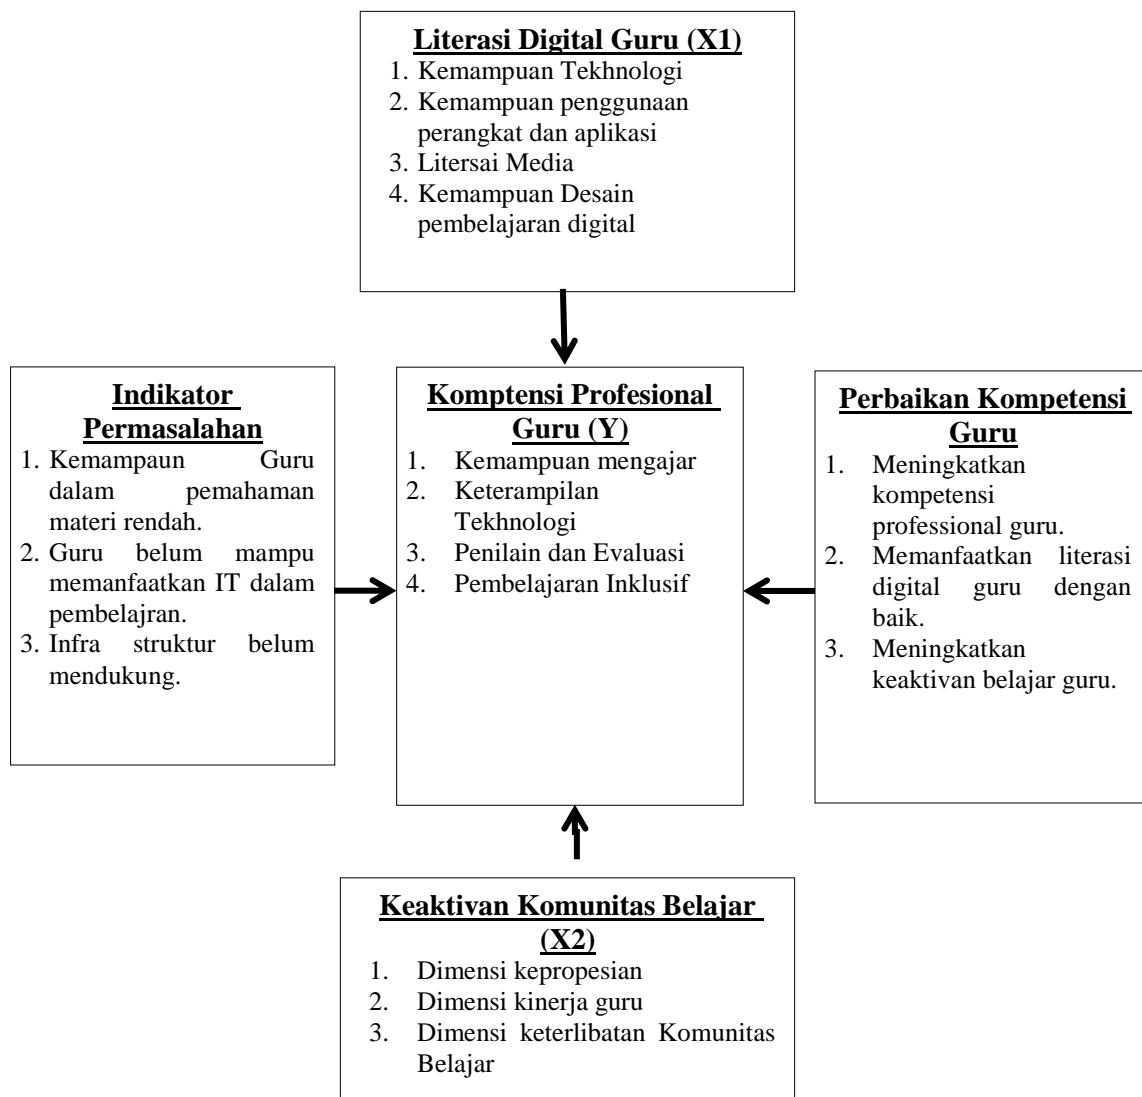 Literasi Digital Guru (X1)
1. Kemampuan Tekhnologi
2. Kemampuan penggunaan
perangkat dan aplikasi
3. Litersai Media
4. Kemampuan Desain
pembelajaran digital
Indikator
Permasalahan
1. Kemampaun Guru
dalam pemahaman
materi rendah.
2. Guru belum mampu
memanfaatkan IT dalam
pembelajran.
3. Infra struktur belum
mendukung.
Komptensi Profesional
Guru (Y)
1. Kemampuan mengajar
2. Keterampilan
Tekhnologi
3. Penilain dan Evaluasi
4. Pembelajaran Inklusif
Perbaikan Kompetensi
Guru
1. Meningkatkan
kompetensi
professional guru.
2. Memanfaatkan literasi
digital guru dengan
baik.
3. Meningkatkan
keaktivan belajar guru.
Keaktivan Komunitas Belajar
(X2)
1. Dimensi kepropesian
2. Dimensi kinerja guru
3. Dimensi keterlibatan Komunitas
Belajar